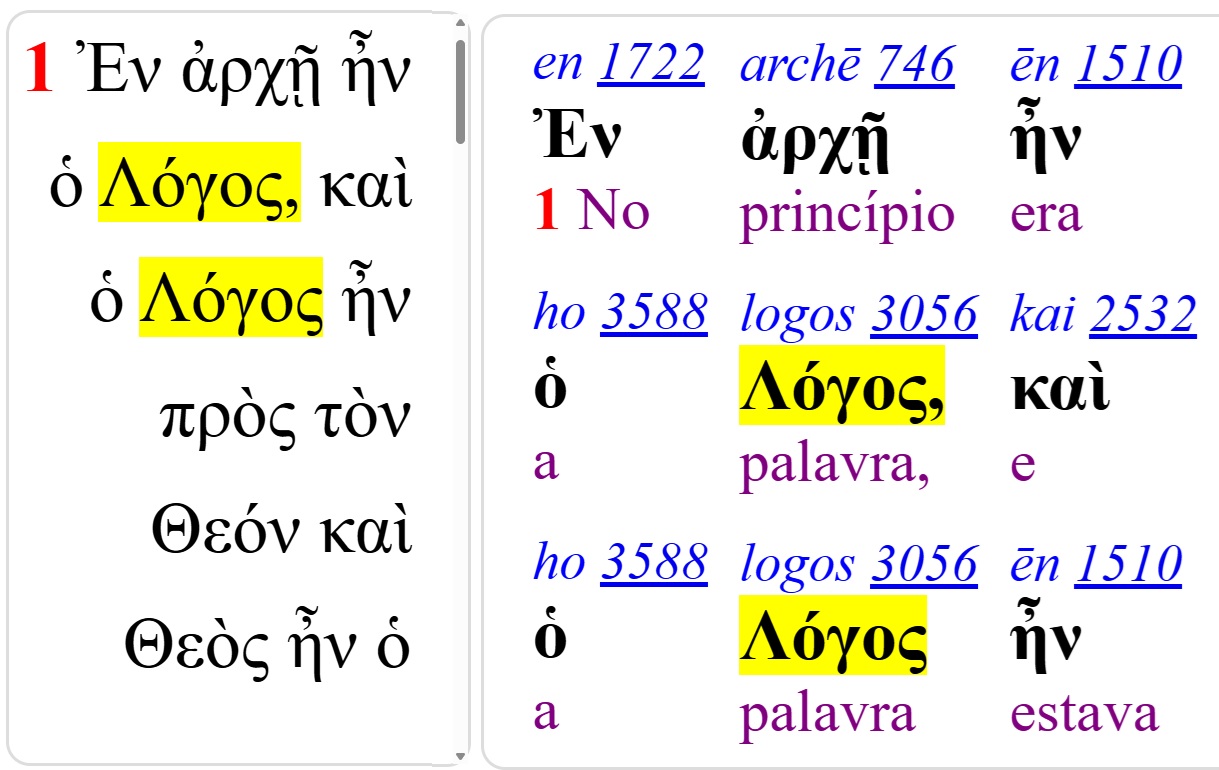 1 Ἐν ἀρχῇ ἦν
ὁ Λόγος, καὶ
ὁ Λόγος ἦν
πρὸς τὸν
Θεόν καὶ
Θεὸς ἦν ὁ
en 1722 archē 746 ēn 1510
Ἐν ἀρχῇ ἦν
1 No princípio era
ho 3588 logos 3056 kai 2532
ὁ Λόγος, καὶ
a palavra, e
ho 3588 logos 3056 ēn 1510
ὁ Λόγος ἦν
a palavra estava